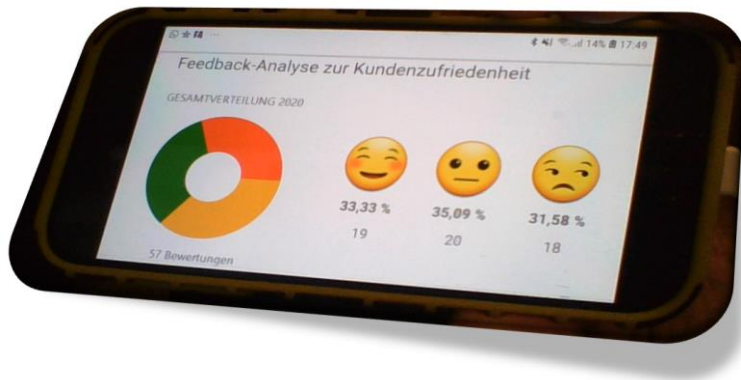 14% 17:49
Feedback-Analyse zur Kundenzufriedenheit
GESAMTVERTEILUNG 2020
33,33 % 35,09 % 31,58 %
19 20 18
57 Bewertungen